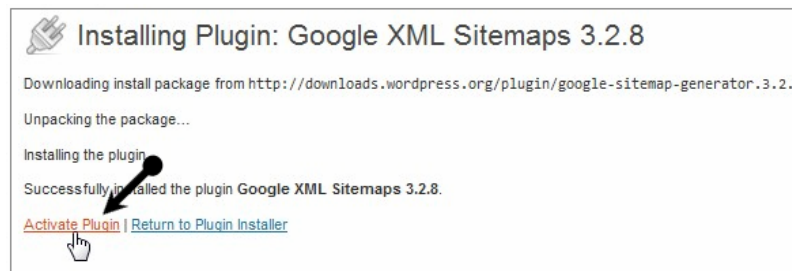 Installing Plugin: Google XML Sitemaps 3.2.8
Downloading install package from http://downloads.wordpress.org/plugin/google-sitemap-generator.3.2.
Unpacking the package...
Installing the plugin
Successfully installed the plugin Google XML Sitemaps 3.2.8.
Activate Plugin | Return to Plugin Installer